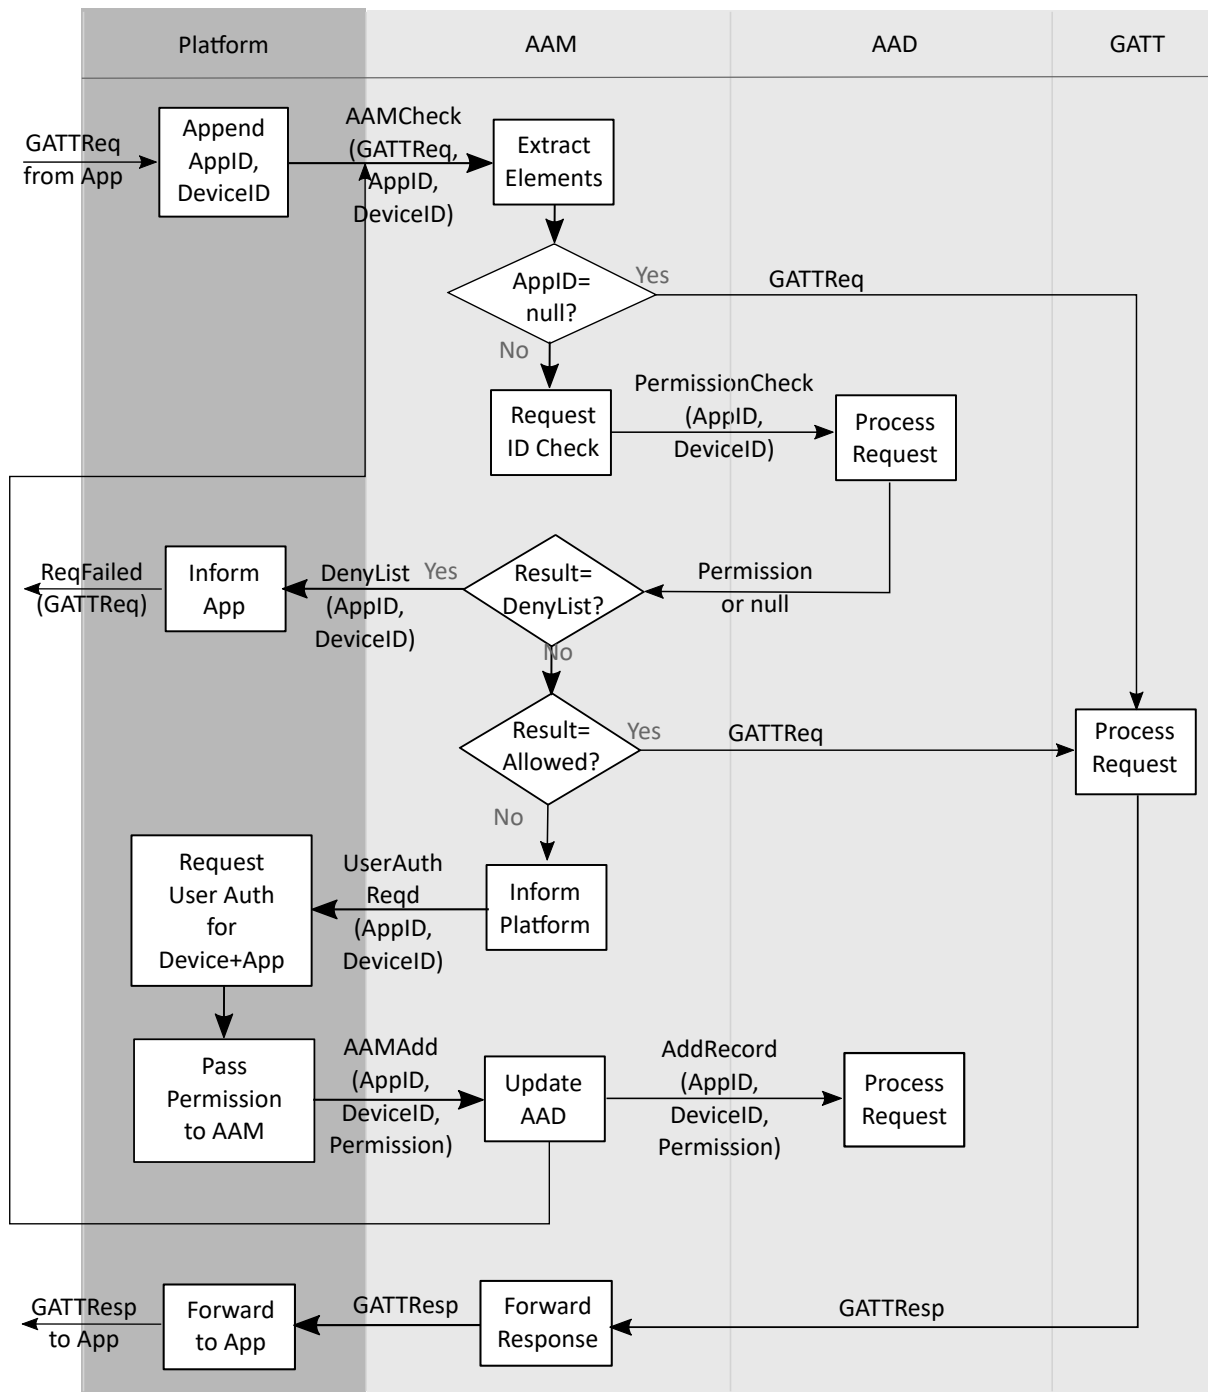 Platform
AAM
AAD
GATT
GATTReq
from App
Append
AppID,
DeviceID
AAMCheck
(GATTReq,
AppID,
DeviceID)
Extract
Elements
AppID=
null?
Yes
GATTReq
No
Request
ID Check
PermissionCheck
(AppID,
DeviceID)
Process
Request
ReqFailed
(GATTReq)
Inform
App
DenyList
(AppID,
DeviceID)
Yes
Result=
DenyList?
Permission
or null
No
Result=
Allowed?
Yes
GATTReq
Process
Request
No
Request
User Auth
for
Device+App
UserAuth
Reqd
(AppID,
DeviceID)
Inform
Platform
Pass
Permission
to AAM
AAMAdd
(AppID,
DeviceID,
Permission)
Update
AAD
AddRecord
(AppID,
DeviceID,
Permission)
Process
Request
GATTResp
to App
Forward
to App
GATTResp
Forward
Response
GATTResp